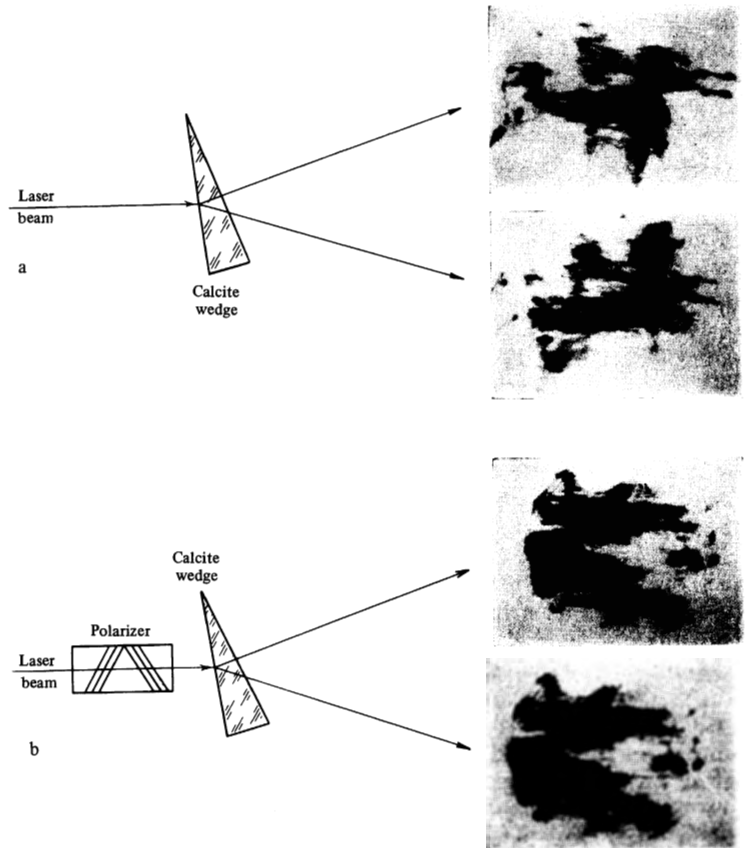 Laser
beam
a
Calcite
wedge
Calcite
wedge
Polarizer
Laser
beam
b